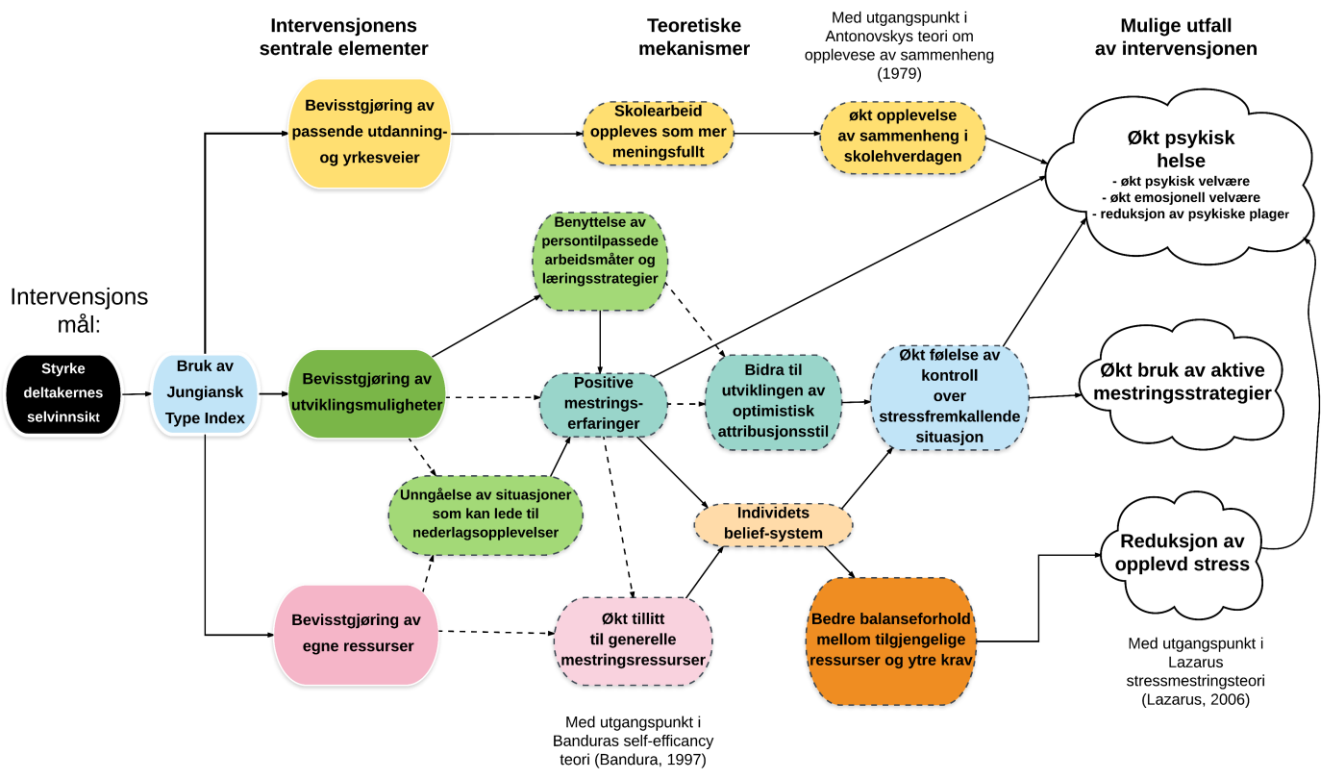 Intervensjonens
sentrale elementer
Teoretiske
mekanismer
Med utgangspunkt i
Antonovskys teori om
opplevese av sammenheng
(1979)
Mulige utfall
av intervensjonen
Bevisstgjøring av
passende utdanning-
og yrkesveier
Skolearbeid
oppleves som mer
meningsfullt
økt opplevelse
av sammenheng i
skolehverdagen
Økt psykisk
helse
- økt psykisk velvære
- økt emosjonell velvære
- reduksjon av psykiske plager
Benyttelse av
persontilpassede
arbeidsmåter og
læringsstrategier
Intervensjons
mål:
Styrke
deltakernes
selvinnsikt
Bruk av
Jungiansk
Type Index
Bevisstgjøring av
utviklingsmuligheter
Positive
mestrings-
erfaringer
Bidra til
utviklingen av
optimistisk
attribusjonsstil
Økt følelse av
kontroll
over
stressfremkallende
situasjon
Økt bruk av aktive
mestringsstrategier
Unngåelse av situasjoner
som kan lede til
nederlagsopplevelser
Individets
belief-system
Reduksjon av
opplevd stress
Bevisstgjøring av
egne ressurser
Økt tillitt
til generelle
mestringsressurser
Bedre balanseforhold
mellom tilgjengelige
ressurser og ytre krav
Med utgangspunkt i
Lazarus
stressmestringsteori
(Lazarus, 2006)
Med utgangspunkt i
Banduras self-efficancy
teori (Bandura, 1997)